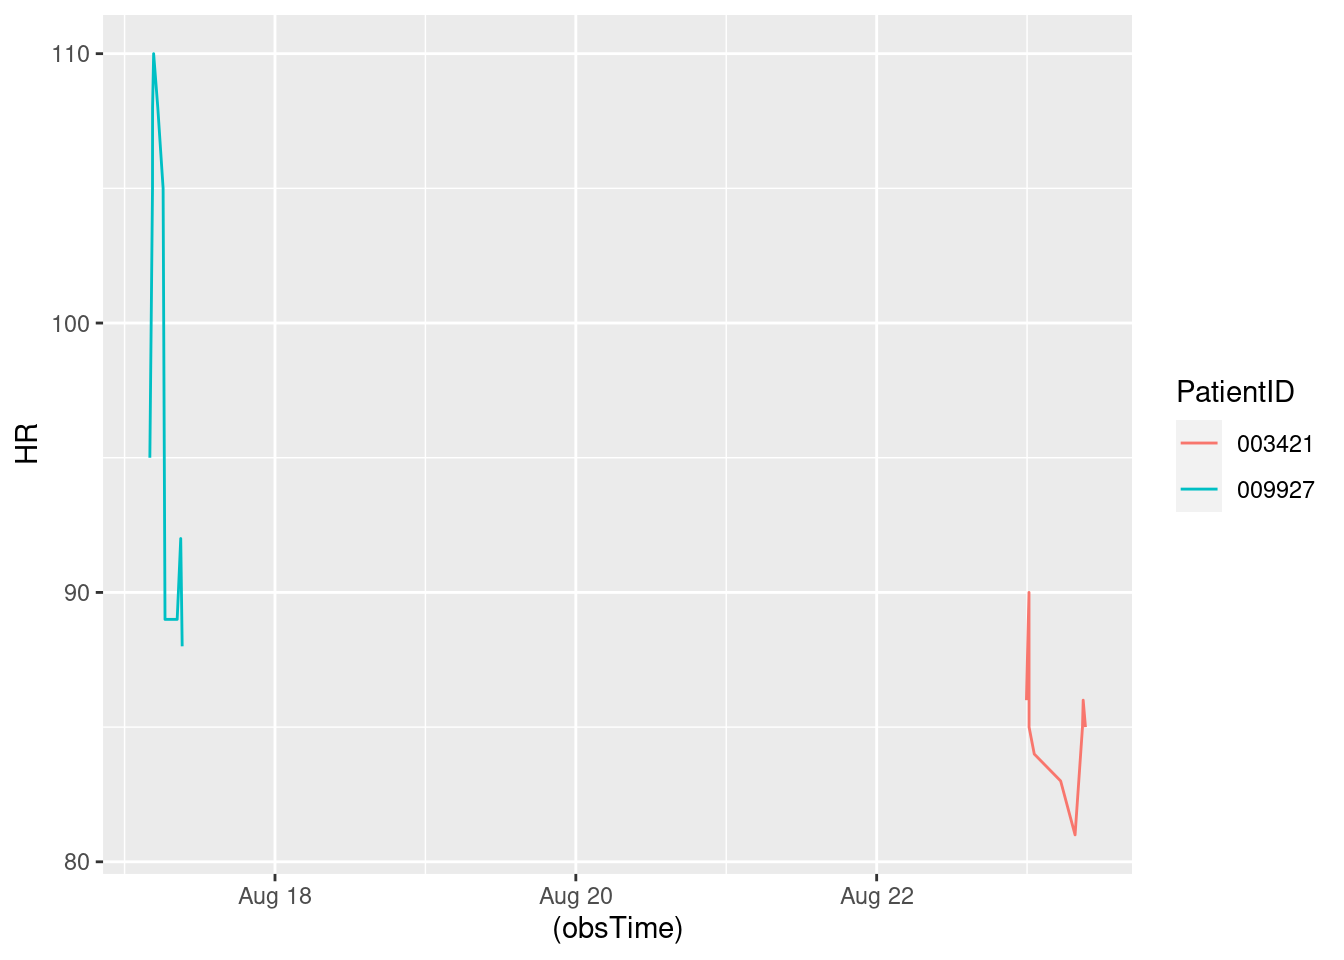 110
100
90
80
HR
Aug 18
Aug 20
Aug 22
(obsTime)
PatientID
003421
009927